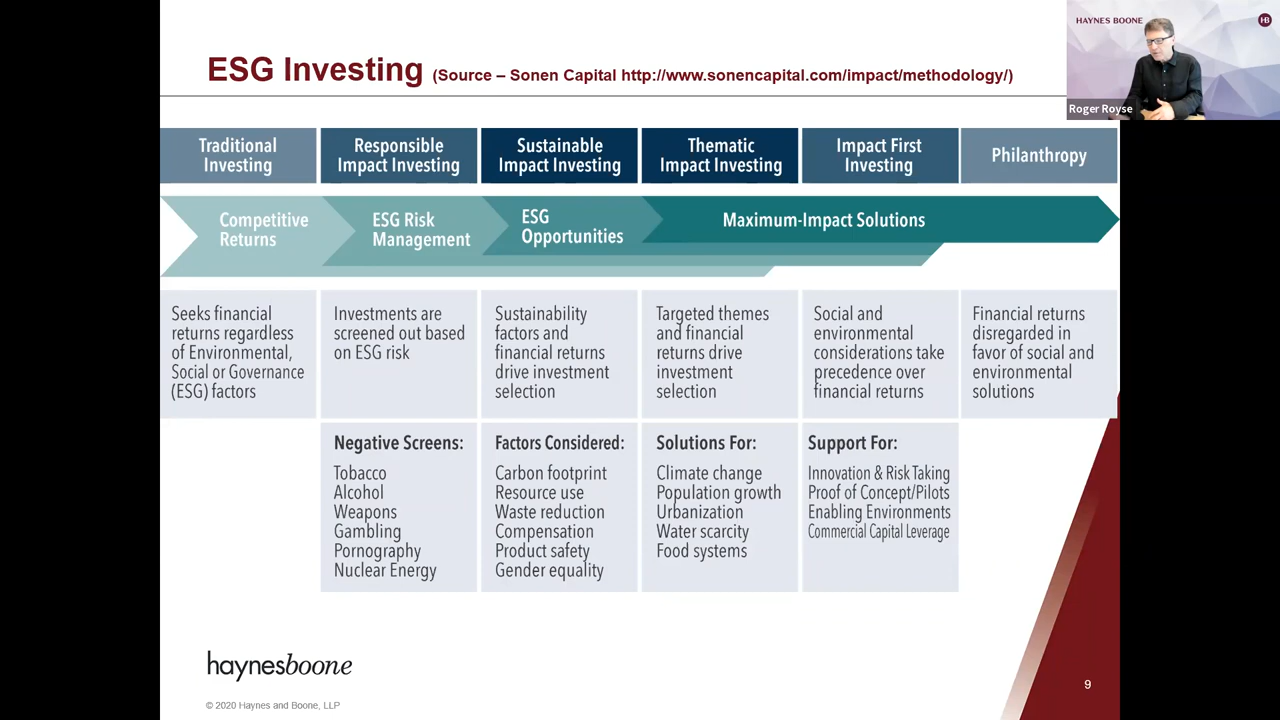 HAYNES BOONE
HB
Roger Royse
ESG Investing (Source – Sonen Capital http://www.sonencapital.com/impact/methodology/)
Traditional
Investing
Responsible
Impact Investing
Sustainable
Impact Investing
Thematic
Impact Investing
Impact First
Investing
Philanthropy
Competitive
Returns
ESG Risk
Management
ESG
Opportunities
Maximum-Impact Solutions
Seeks financial
returns regardless
of Environmental,
Social or Governance
(ESG) factors
Investments are
screened out based
on ESG risk
Sustainability
factors and
financial returns
drive investment
selection
Targeted themes
and financial
returns drive
investment
selection
Social and
environmental
considerations take
precedence over
financial returns
Financial returns
disregarded in
favor of social and
environmental
solutions
Negative Screens:
Tobacco
Alcohol
Weapons
Gambling
Pornography
Nuclear Energy
Factors Considered:
Carbon footprint
Resource use
Waste reduction
Compensation
Product safety
Gender equality
Solutions For:
Climate change
Population growth
Urbanization
Water scarcity
Food systems
Support For:
Innovation & Risk Taking
Proof of Concept/Pilots
Enabling Environments
Commercial Capital Leverage
haynesboone
© 2020 Haynes and Boone, LLP
9